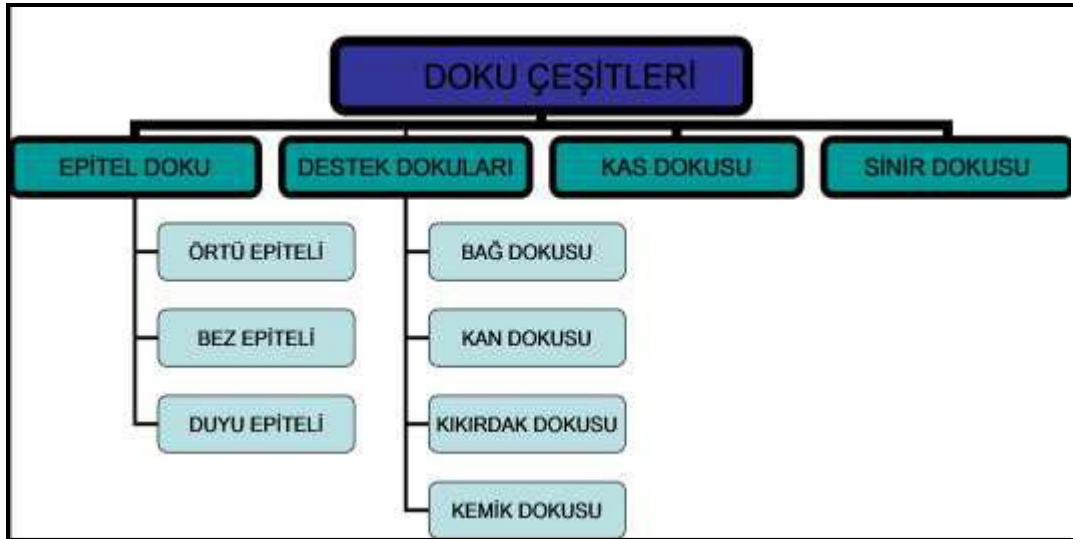 DOKU ÇEŞİTLERİ
EPİTEL DOKU
DESTEK DOKULARI
KAS DOKUSU
SİNİR DOKUSU
ÖRTÜ EPİTELİ
BEZ EPİTELİ
DUYU EPİTELİ
BAĞ DOKUSU
KAN DOKUSU
KIKIRDAK DOKUSU
KEMİK DOKUSU